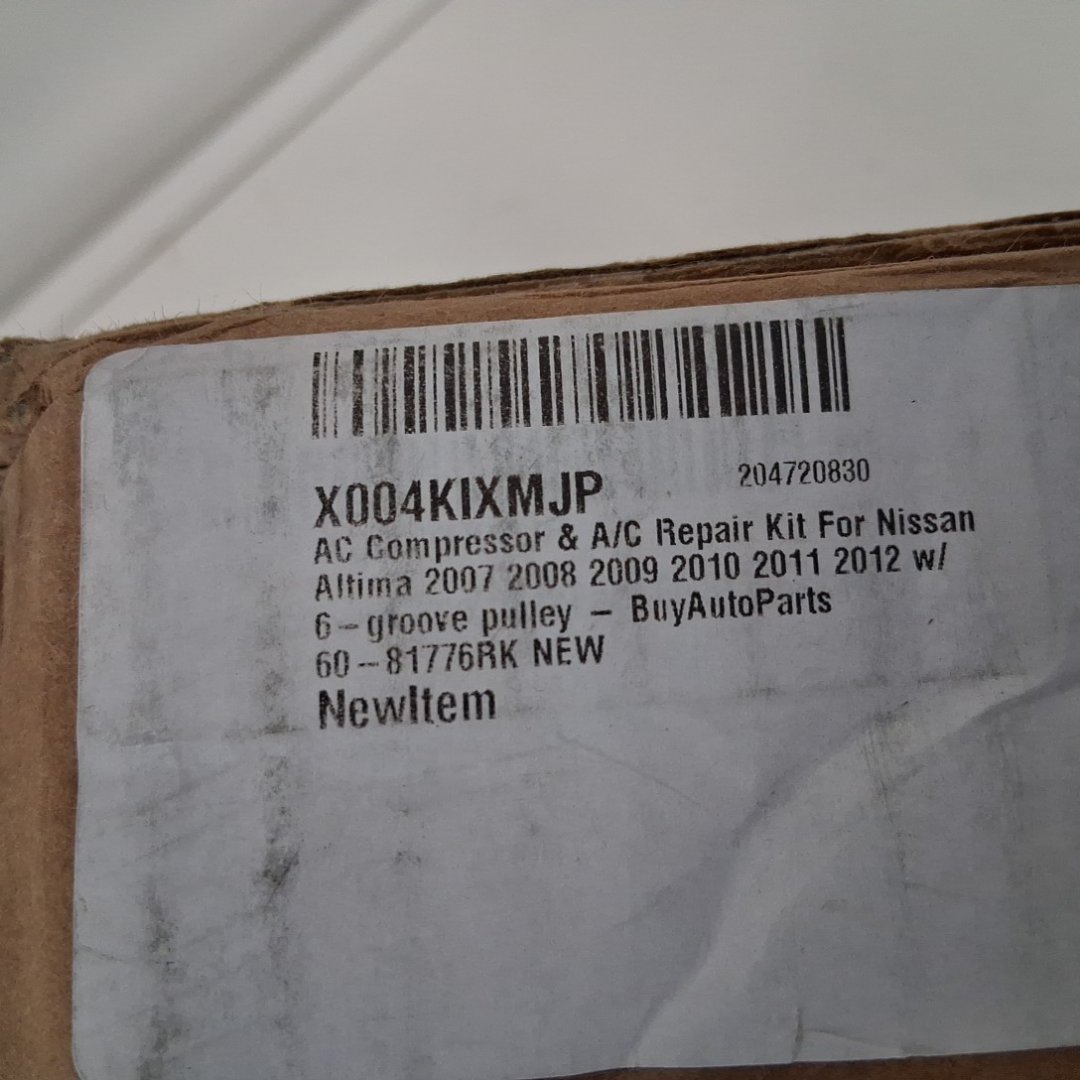 X004KIXMJP 204720830
AC Compressor & A/C Repair Kit For Nissan
Altima 2007 2008 2009 2010 2011 2012 w/
6-groove pulley - BuyAutoParts
60-81776RK NEW
NewItem